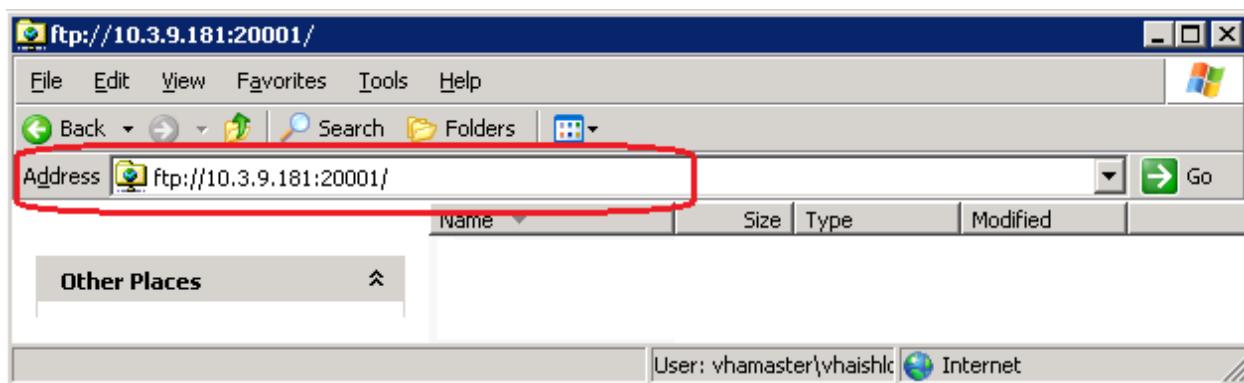 ftp://10.3.9.181:20001/
File Edit View Favorites Tools Help
Back Search Folders
Address ftp://10.3.9.181:20001/ Go
Name Size Type Modified
Other Places
User: vhamaster\vhaishlc Internet